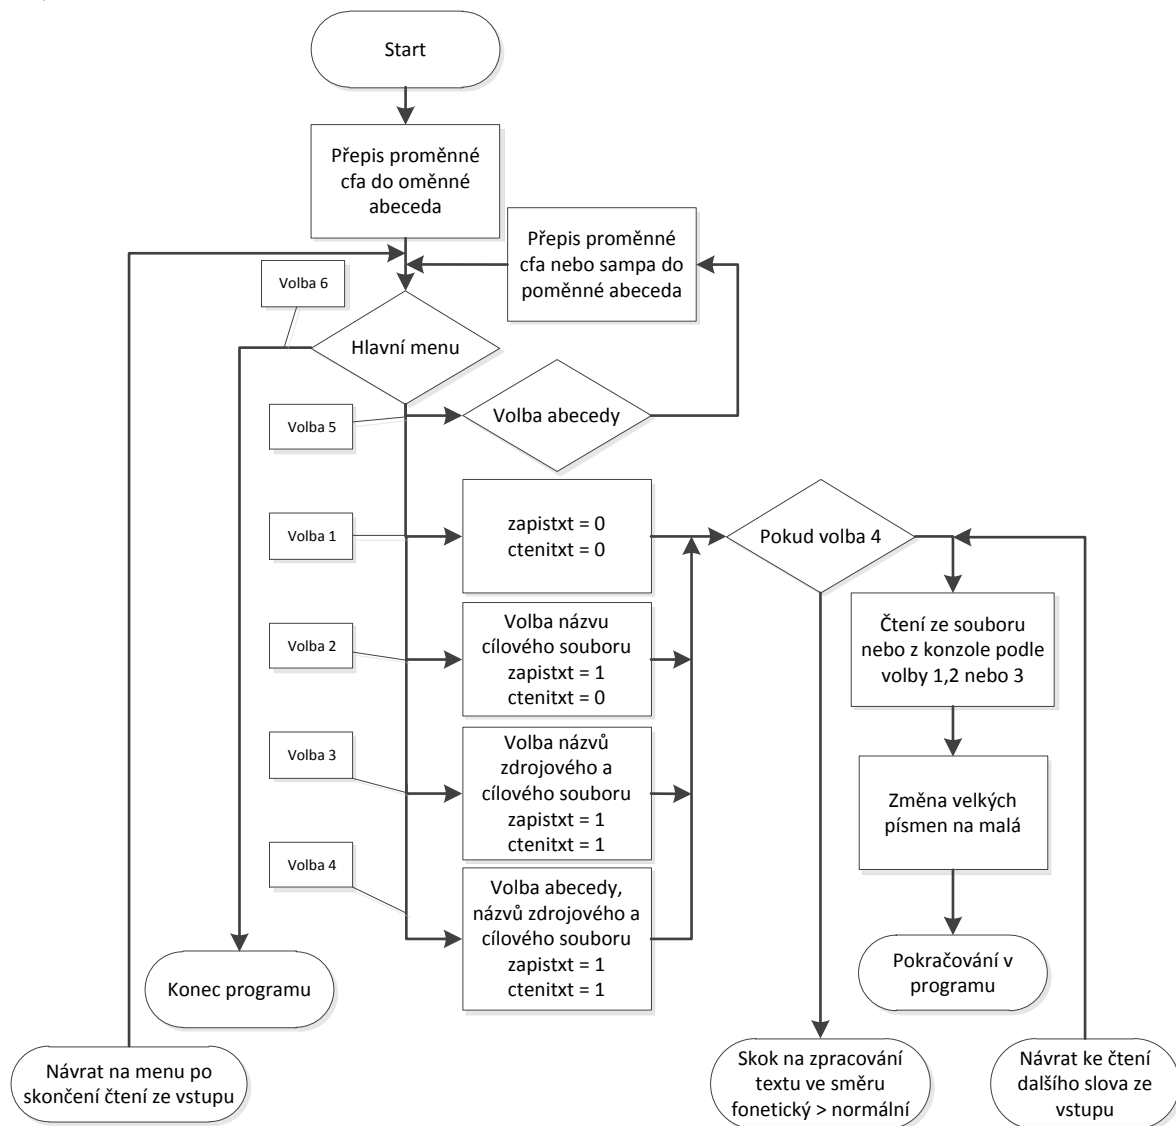 Start
Přepis proměnné
cfa do oměnné
abeceda
Přepis proměnné
cfa nebo sampa do
poměnné abeceda
Volba 6
Hlavní menu
Volba 5
Volba abecedy
Volba 1
zapistxt = 0
ctenitxt = 0
Pokud volba 4
Volba 2
Volba názvu
cílového souboru
zapistxt = 1
ctenitxt = 0
Čtení ze souboru
nebo z konzole podle
volby 1,2 nebo 3
Volba 3
Volba názvů
zdrojového a
cílového souboru
zapistxt = 1
ctenitxt = 1
Změna velkých
písmen na malá
Volba 4
Volba abecedy,
názvů zdrojového a
cílového souboru
zapistxt = 1
ctenitxt = 1
Konec programu
Pokračování v
programu
Návrat na menu po
skončení čtení ze vstupu
Skok na zpracování
textu ve směru
fonetický > normální
Návrat ke čtení
dalšího slova ze
vstupu